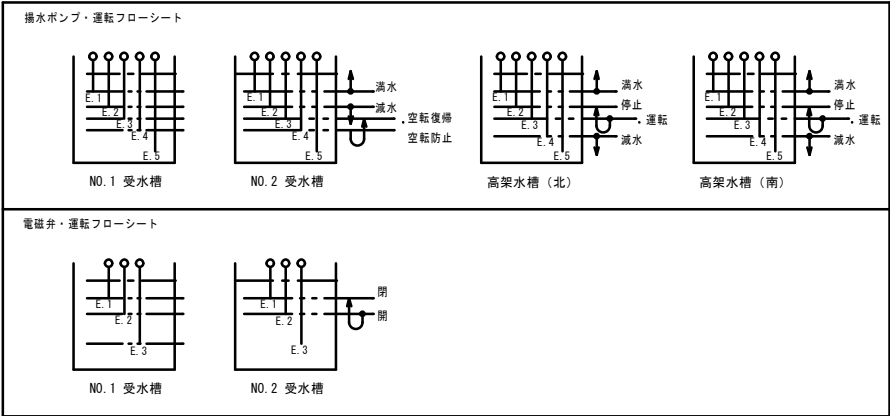 揚水ポンプ・運転フローシート
E.1
E.2
E.3
E.4
E.5
NO.1 受水槽
E.1
E.2
E.3
E.4
E.5
満水
減水
空転復帰
空転防止
NO.2 受水槽
E.1
E.2
E.3
E.4
E.5
満水
停止
運転
減水
高架水槽（北）
E.1
E.2
E.3
E.4
E.5
満水
停止
運転
減水
高架水槽（南）
電磁弁・運転フローシート
E.1
E.2
E.3
NO.1 受水槽
E.1
E.2
E.3
閉
開
NO.2 受水槽